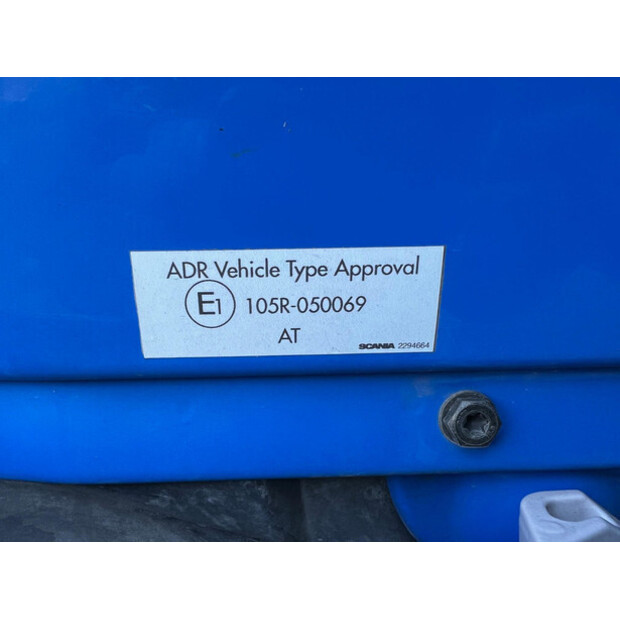 ADR Vehicle Type Approval
E1 105R-050069
AT
SCANIA 2294664